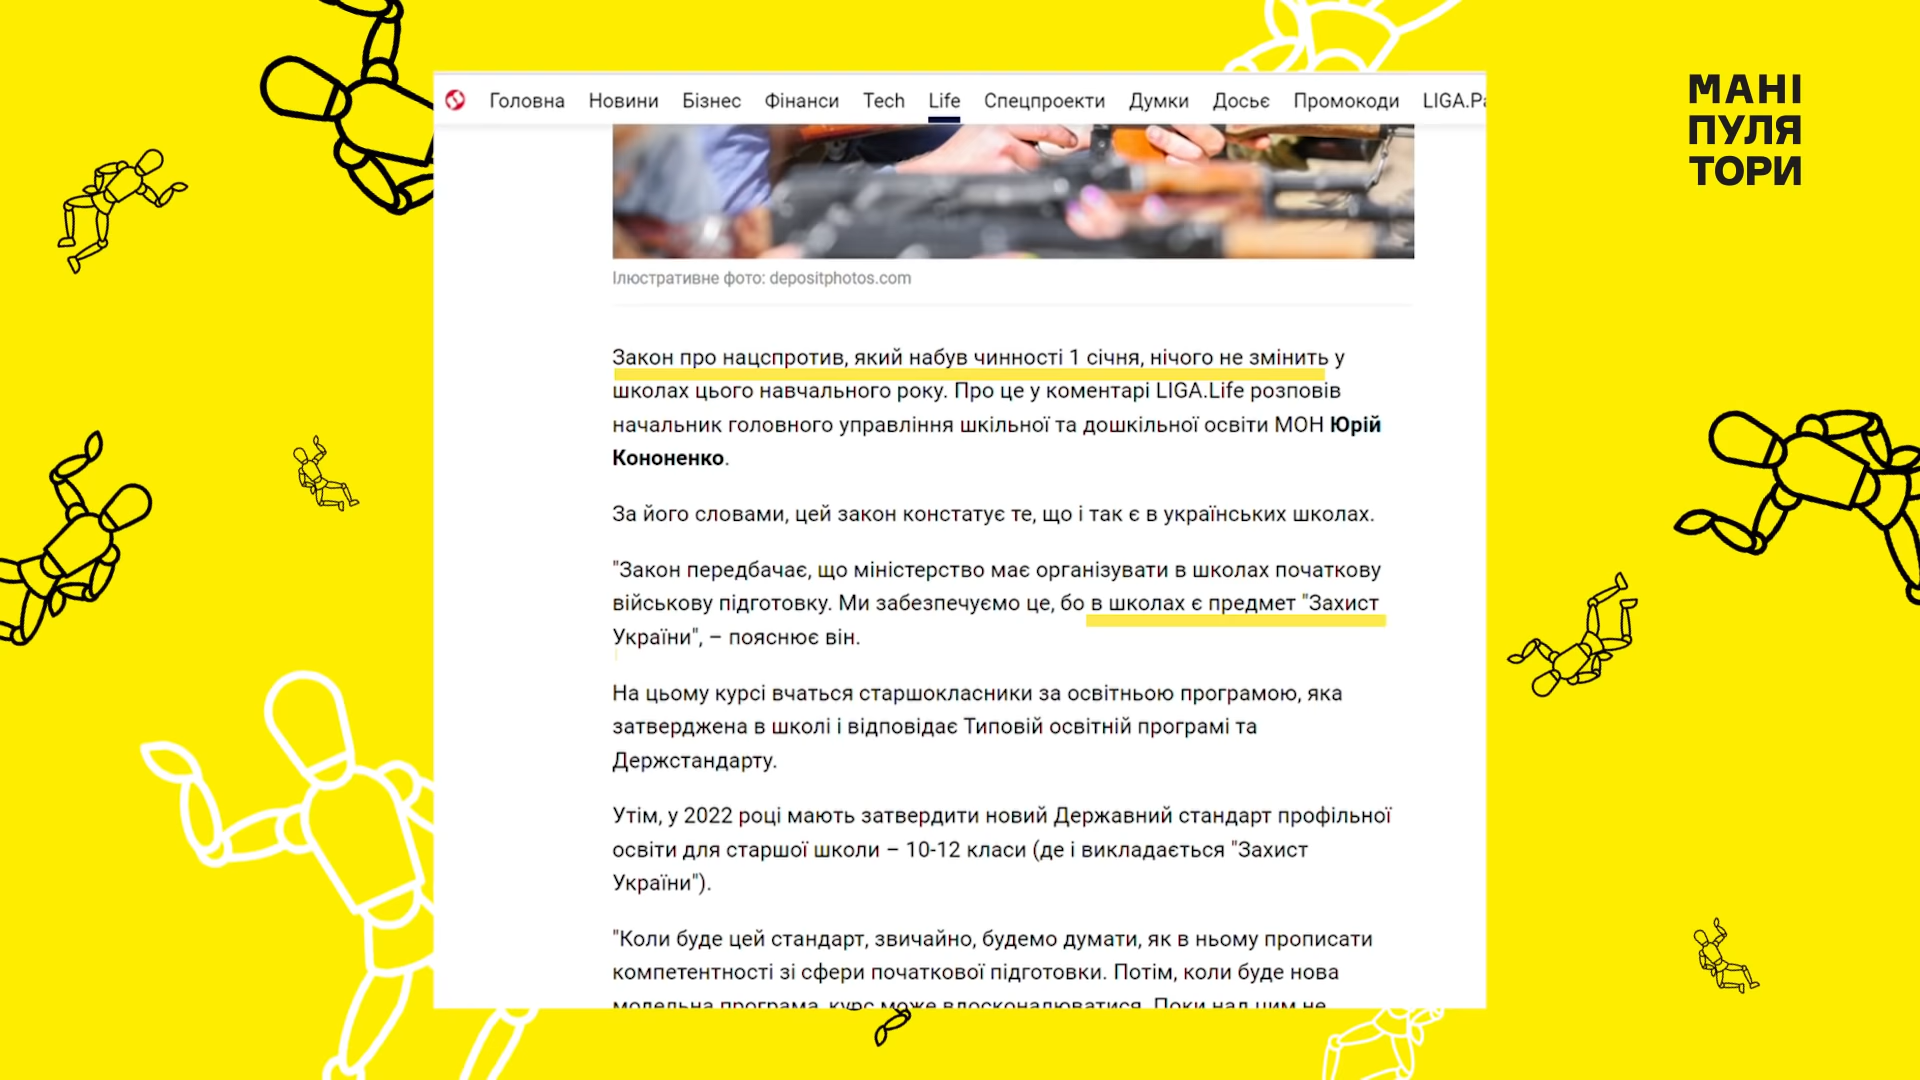 МАНІ
ПУЛЯ
ТОРИ
Головна Новини Бізнес Фінанси Tech Life Спецпроекти Думки Досьє Промокоди LIGA.Pa
Ілюстративне фото: depositphotos.com
Закон про нацспротив, який набув чинності 1 січня, нічого не змінить у
школах цього навчального року. Про це у коментарі LIGA.Life розповів
начальник головного управління шкільної та дошкільної освіти МОН Юрій
Кононенко.
За його словами, цей закон констатує те, що і так є в українських школах.
"Закон передбачає, що міністерство має організувати в школах початкову
військову підготовку. Ми забезпечуємо це, бо в школах є предмет "Захист
України", – пояснює він.
На цьому курсі вчаться старшокласники за освітньою програмою, яка
затверджена в школі і відповідає Типовій освітній програмі та
Держстандарту.
Утім, у 2022 році мають затвердити новий Державний стандарт профільної
освіти для старшої школи – 10-12 класи (де і викладається "Захист
України").
"Коли буде цей стандарт, звичайно, будемо думати, як в ньому прописати
компетентності зі сфери початкової підготовки. Потім, коли буде нова
модельна програма, курс може вдосконалюватися. Поки над цим не